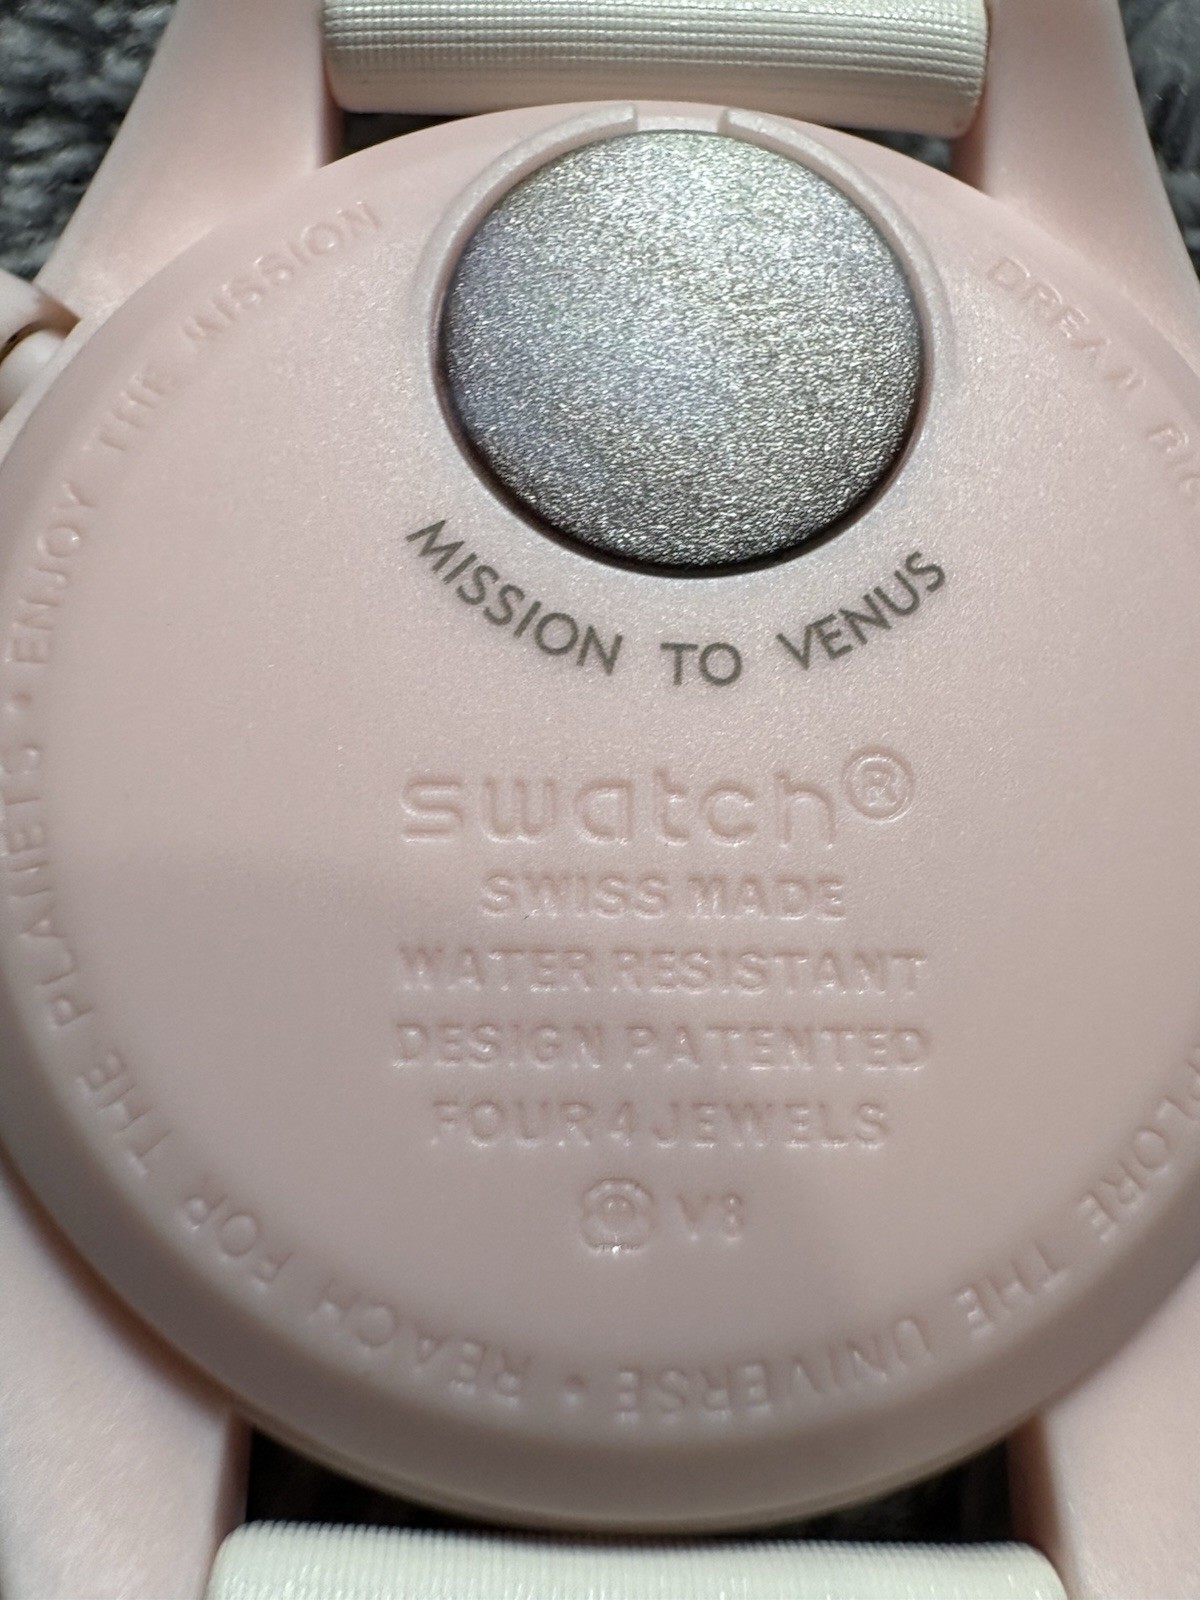 MISSION TO VENUS
swatch®
SWISS MADE
WATER RESISTANT
DESIGN PATENTED
FOUR 4 JEWELS
V8
DREAM
THE UNIVERSE • REACH FOR THE PLANETS • ENJOY THE MISSION